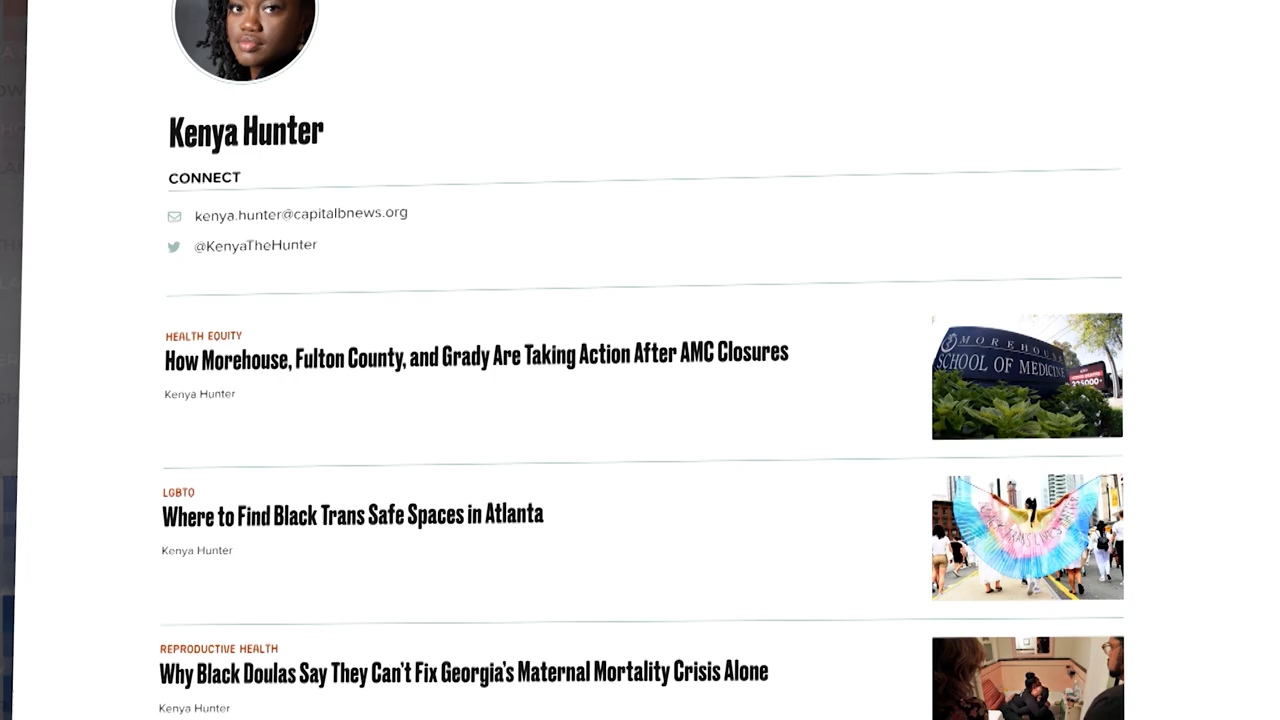 Kenya Hunter
CONNECT
kenya.hunter@capitalbnews.org
@KenyaTheHunter
HEALTH EQUITY
How Morehouse, Fulton County, and Grady Are Taking Action After AMC Closures
Kenya Hunter
MOREHOUSE
SCHOOL OF MEDICINE
LGBTQ
Where to Find Black Trans Safe Spaces in Atlanta
Kenya Hunter
REPRODUCTIVE HEALTH
Why Black Doulas Say They Can't Fix Georgia's Maternal Mortality Crisis Alone
Kenya Hunter